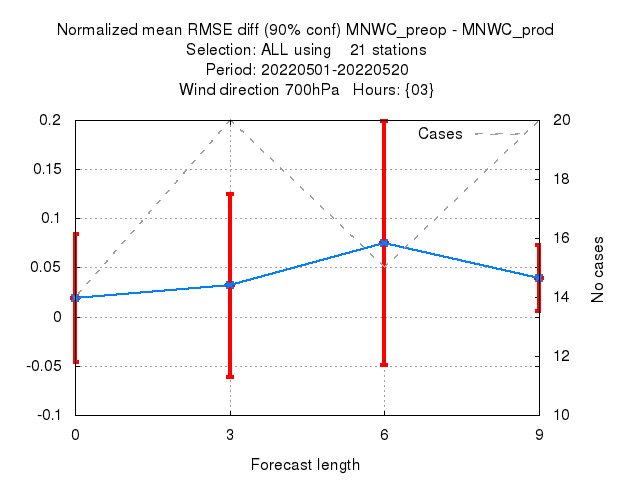 Normalized mean RMSE diff (90% conf) MNWC_preop - MNWC_prod
Selection: ALL using 21 stations
Period: 20220501-20220520
Wind direction 700hPa Hours: {03}
0.2
0.15
0.1
0.05
0
-0.05
-0.1
Cases
20
18
16
14
12
10
No cases
0 3 6 9
Forecast length